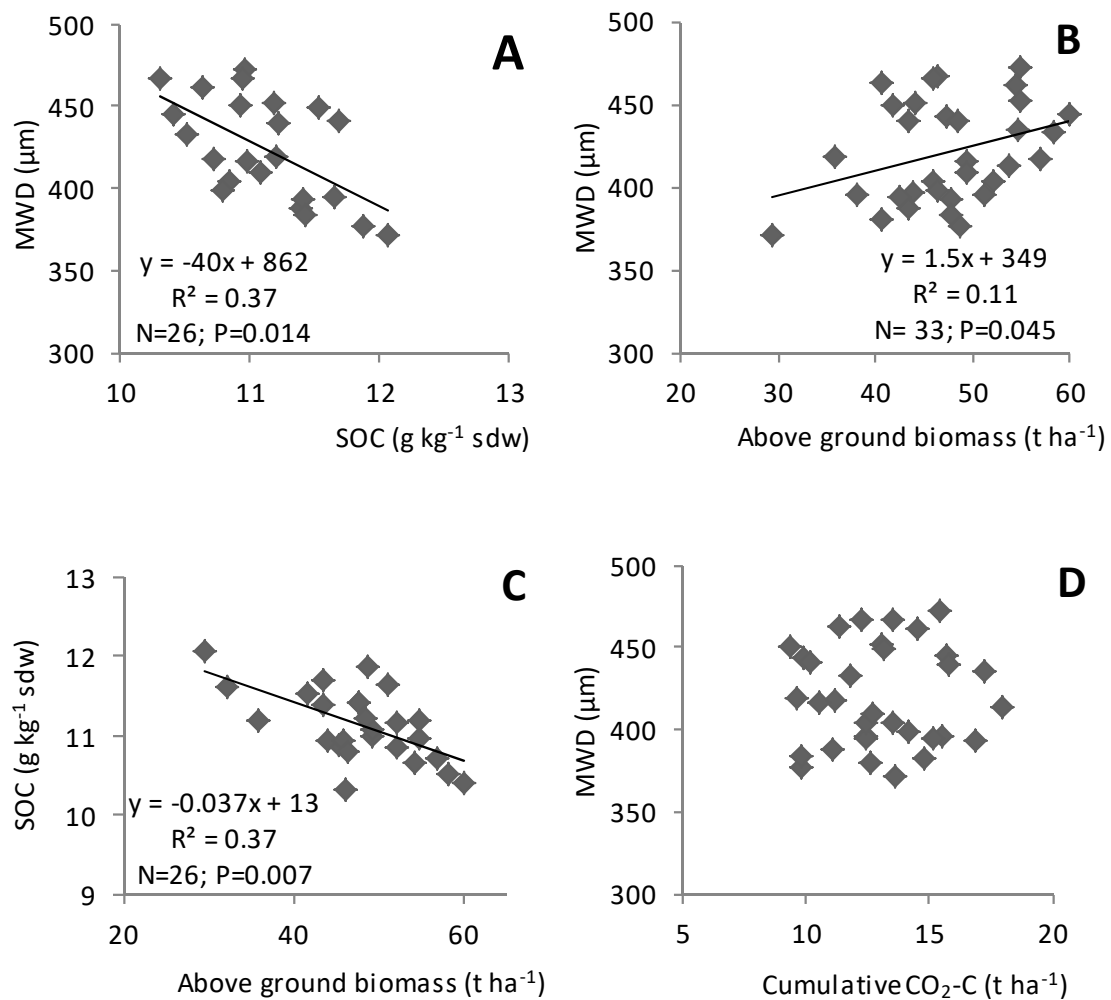 A
500
450
400
350
300
MWD (µm)
y = -40x + 862
R² = 0.37
N=26; P=0.014
10 11 12 13
SOC (g kg⁻¹ sdw)
B
500
450
400
350
300
MWD (µm)
y = 1.5x + 349
R² = 0.11
N= 33; P=0.045
20 30 40 50 60
Above ground biomass (t ha⁻¹)
C
13
12
11
10
9
SOC (g kg⁻¹ sdw)
y = -0.037x + 13
R² = 0.37
N=26; P=0.007
20 40 60
Above ground biomass (t ha⁻¹)
D
500
450
400
350
300
MWD (µm)
5 10 15 20
Cumulative CO₂-C (t ha⁻¹)